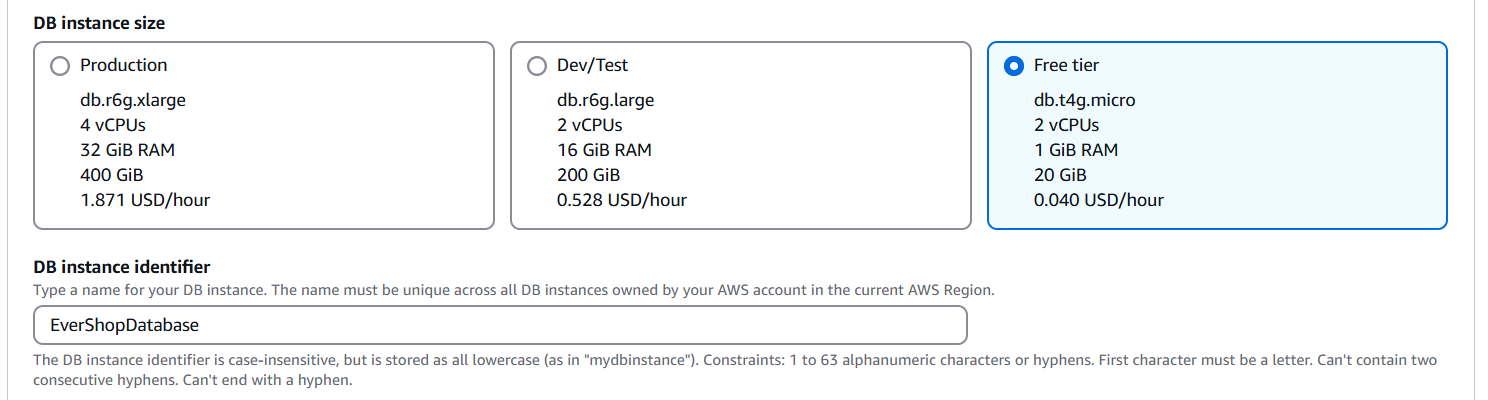 DB instance size
Production
db.r6g.xlarge
4 vCPUs
32 GiB RAM
400 GiB
1.871 USD/hour
Dev/Test
db.r6g.large
2 vCPUs
16 GiB RAM
200 GiB
0.528 USD/hour
Free tier
db.t4g.micro
2 vCPUs
1 GiB RAM
20 GiB
0.040 USD/hour
DB instance identifier
Type a name for your DB instance. The name must be unique across all DB instances owned by your AWS account in the current AWS Region.
EverShopDatabase
The DB instance identifier is case-insensitive, but is stored as all lowercase (as in "mydbinstance"). Constraints: 1 to 63 alphanumeric characters or hyphens. First character must be a letter. Can't contain two
consecutive hyphens. Can't end with a hyphen.